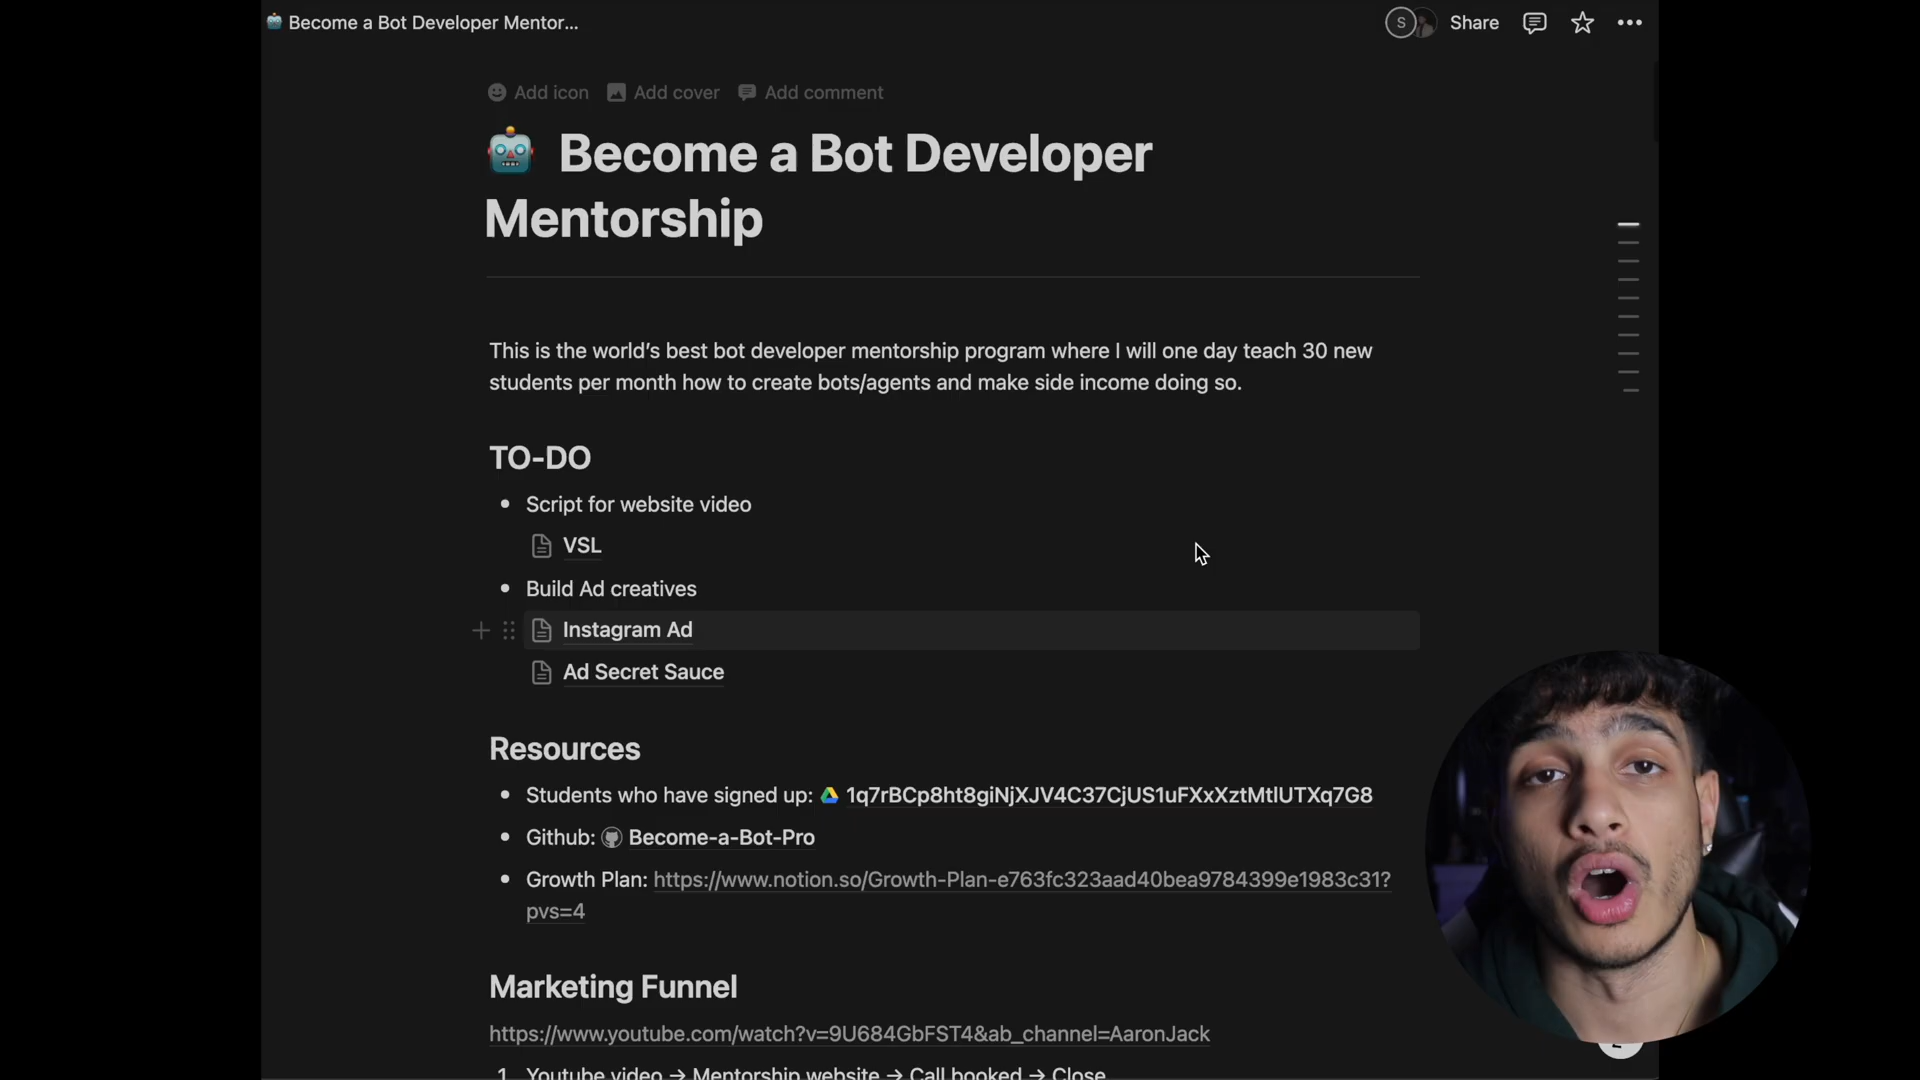 Become a Bot Developer Mentor...
S
Share
Add icon
Add cover
Add comment
Become a Bot Developer
Mentorship
This is the world's best bot developer mentorship program where I will one day teach 30 new
students per month how to create bots/agents and make side income doing so.
TO-DO
• Script for website video
VSL
• Build Ad creatives
Instagram Ad
Ad Secret Sauce
Resources
• Students who have signed up: 1q7rBCp8ht8giNjXJV4C37CjUS1uFXxXztMtlUTXq7G8
• Github: Become-a-Bot-Pro
• Growth Plan: https://www.notion.so/Growth-Plan-e763fc323aad40bea9784399e1983c31?
pvs=4
Marketing Funnel
https://www.youtube.com/watch?v=9U684GbFST4&ab_channel=AaronJack
1. Youtube video → Mentorship website → Call booked → Close